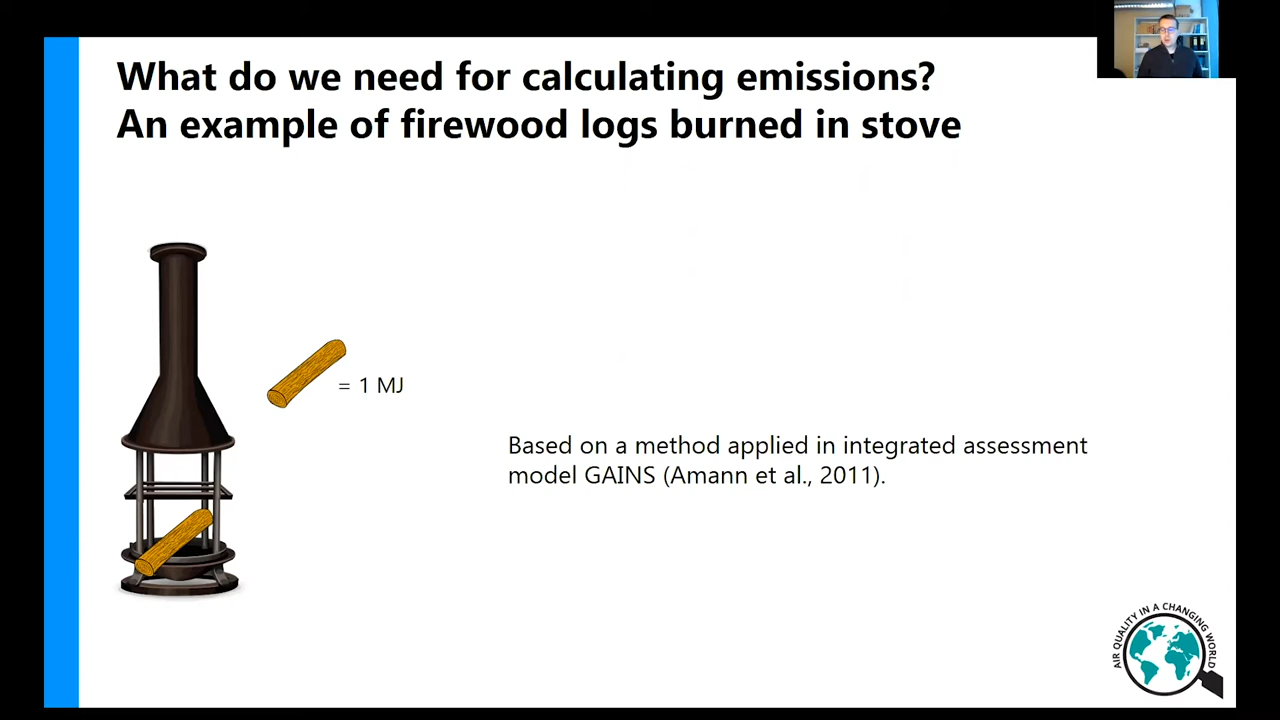 What do we need for calculating emissions?
An example of firewood logs burned in stove
= 1 MJ
Based on a method applied in integrated assessment
model GAINS (Amann et al., 2011).
AIR QUALITY IN A CHANGING WORLD